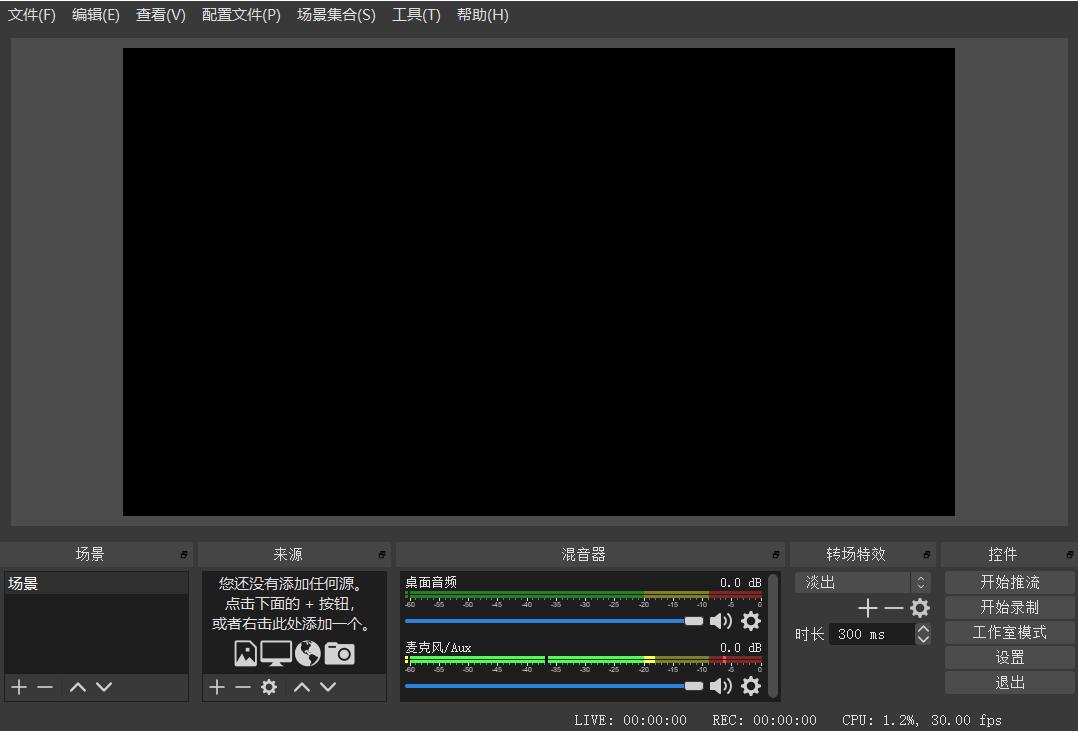 文件(F) 编辑(E) 查看(V) 配置文件(P) 场景集合(S) 工具(T) 帮助(H)
场景 来源 混音器 转场特效 控件
场景
您还没有添加任何源。
点击下面的 + 按钮，
或者右击此处添加一个。
桌面音频 0.0 dB
-60 -55 -50 -45 -40 -35 -30 -25 -20 -15 -10 -5 0
麦克风/Aux 0.0 dB
-60 -55 -50 -45 -40 -35 -30 -25 -20 -15 -10 -5 0
淡出
时长 300 ms
开始推流
开始录制
工作室模式
设置
退出
LIVE: 00:00:00 REC: 00:00:00 CPU: 1.2%, 30.00 fps